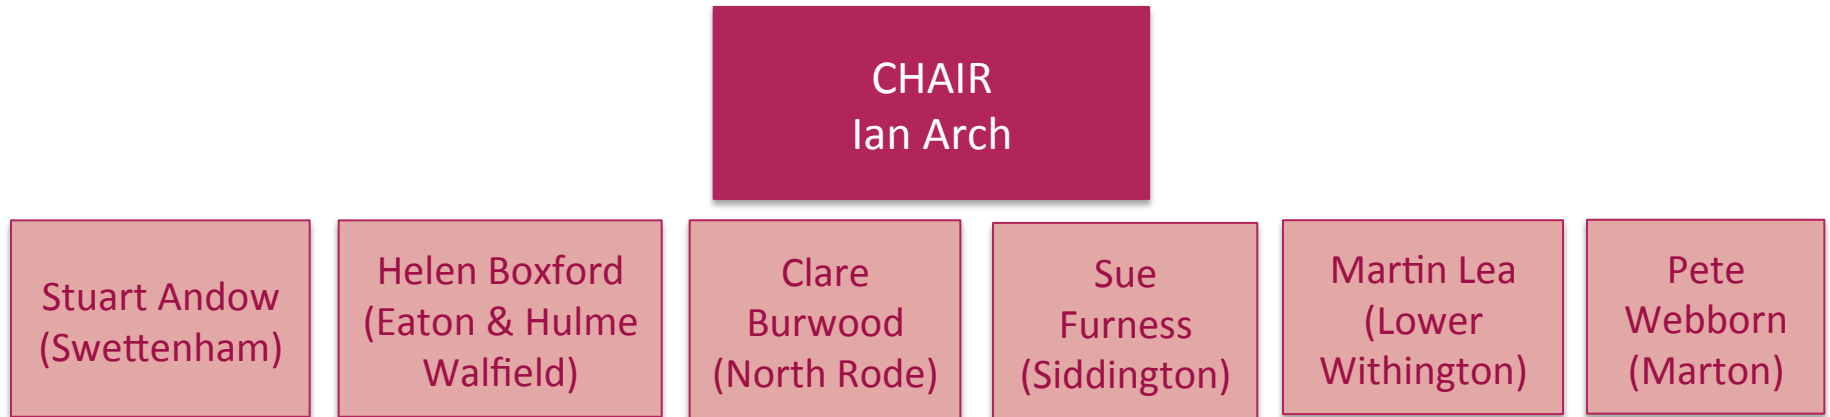 CHAIR
Ian Arch
Stuart Andow
(Swettenham)
Helen Boxford
(Eaton & Hulme
Walfield)
Clare
Burwood
(North Rode)
Sue
Furness
(Siddington)
Martin Lea
(Lower
Withington)
Pete
Webborn
(Marton)